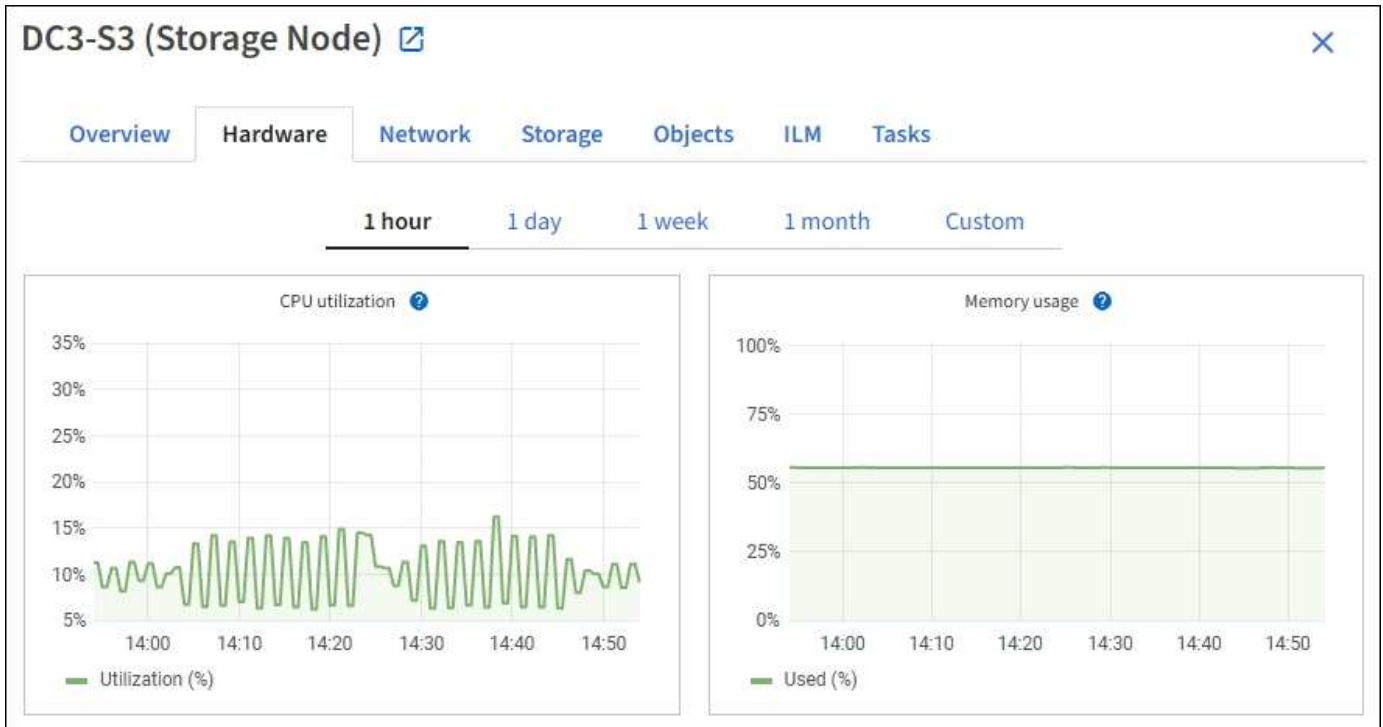 DC3-S3 (Storage Node)
Overview Hardware Network Storage Objects ILM Tasks
1 hour 1 day 1 week 1 month Custom
CPU utilization ?
35%
30%
25%
20%
15%
10%
5%
14:00 14:10 14:20 14:30 14:40 14:50
Utilization (%)
Memory usage ?
100%
75%
50%
25%
0%
14:00 14:10 14:20 14:30 14:40 14:50
Used (%)